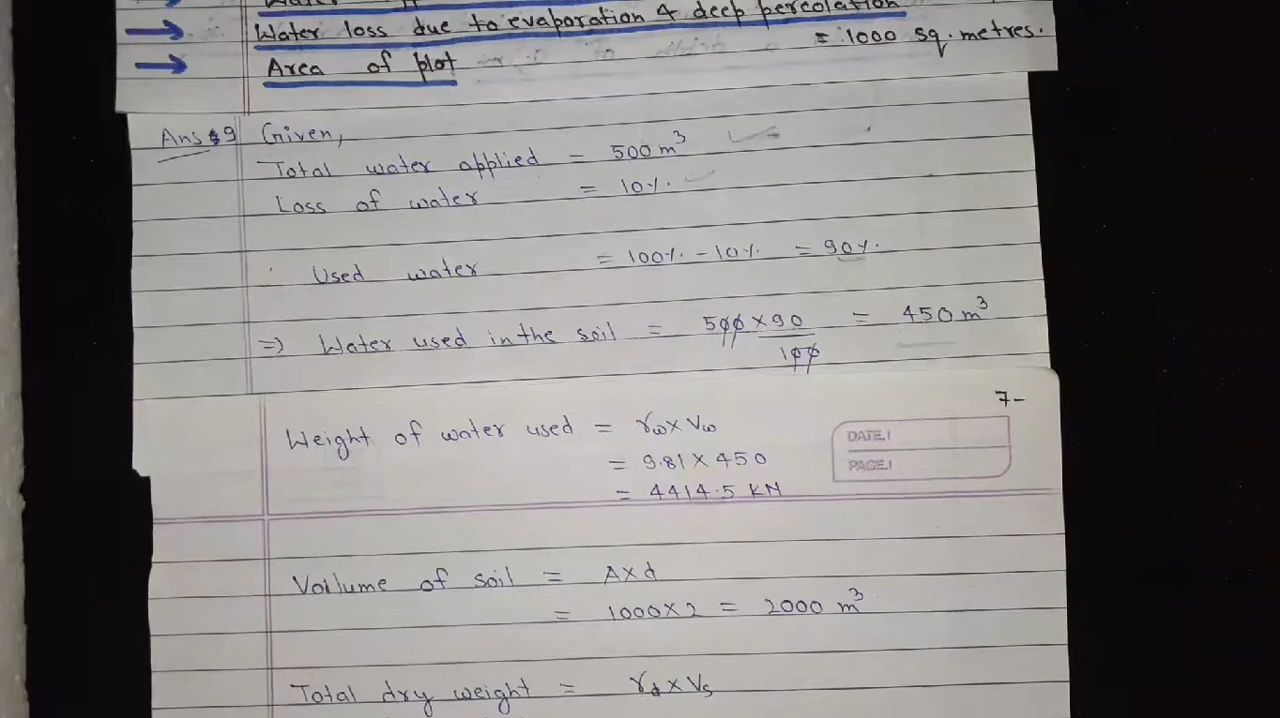 Water loss due to evaporation & deep percolation
Area of plot = 1000 sq. metres.
Ans 9 Given,
Total water applied = 500 m³
Loss of water = 10%.
Used water = 100%. - 10%. = 90%.
⇒ Water used in the soil = 500 × 90 / 100 = 450 m³
7-
Weight of water used = γω × Vω
= 9.81 × 450
= 4414.5 KN
DATE /
PAGE /
Voilume of soil = A×d
= 1000×2 = 2000 m³
Total dry weight = γd × Vs